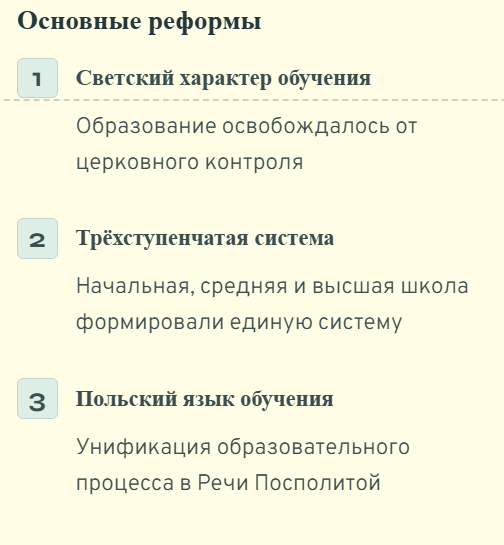 Основные реформы
1
Светский характер обучения
Образование освобождалось от
церковного контроля
2
Трёхступенчатая система
Начальная, средняя и высшая школа
формировали единую систему
3
Польский язык обучения
Унификация образовательного
процесса в Речи Посполитой